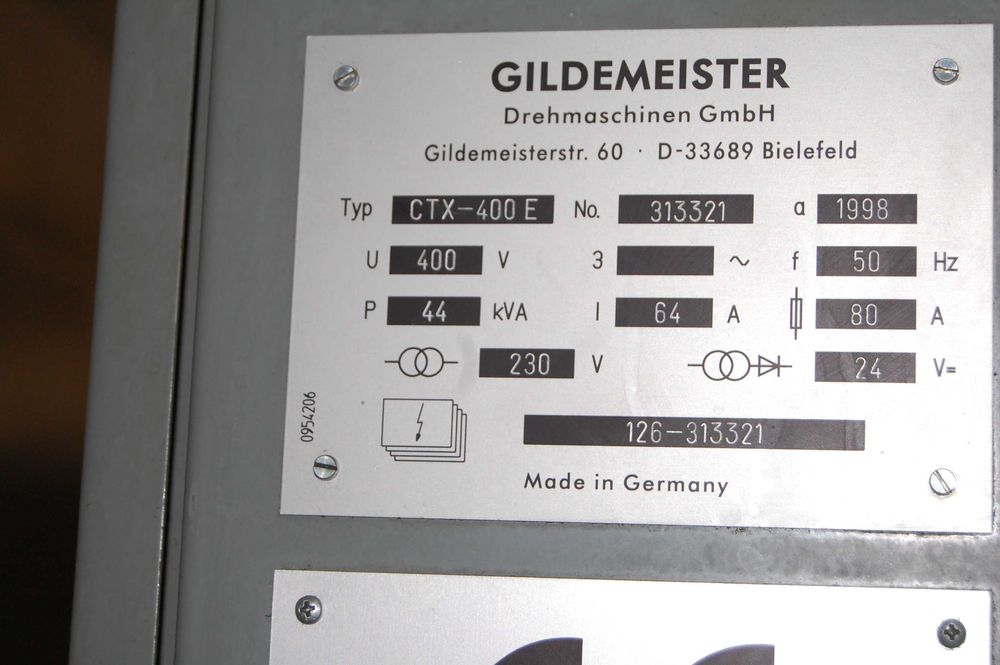 GILDEMEISTER
Drehmaschinen GmbH
Gildemeisterstr. 60 · D-33689 Bielefeld
Typ CTX-400 E No. 313321 a 1998
U 400 V 3 ~ f 50 Hz
P 44 kVA I 64 A 80 A
230 V 24 V=
0954206
126-313321
Made in Germany